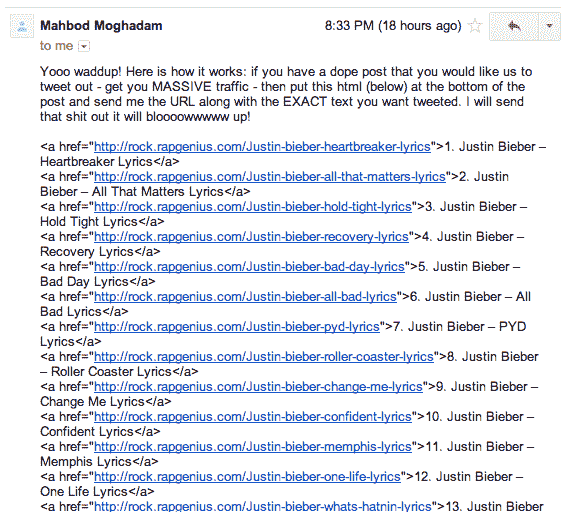 Mahbod Moghadam 8:33 PM (18 hours ago)
to me
Yooo waddup! Here is how it works: if you have a dope post that you would like us to
tweet out - get you MASSIVE traffic - then put this html (below) at the bottom of the
post and send me the URL along with the EXACT text you want tweeted. I will send
that shit out it will bloooowwwww up!
<a href="http://rock.rapgenius.com/Justin-bieber-heartbreaker-lyrics">1. Justin Bieber –
Heartbreaker Lyrics</a>
<a href="http://rock.rapgenius.com/Justin-bieber-all-that-matters-lyrics">2. Justin
Bieber – All That Matters Lyrics</a>
<a href="http://rock.rapgenius.com/Justin-bieber-hold-tight-lyrics">3. Justin Bieber –
Hold Tight Lyrics</a>
<a href="http://rock.rapgenius.com/Justin-bieber-recovery-lyrics">4. Justin Bieber –
Recovery Lyrics</a>
<a href="http://rock.rapgenius.com/Justin-bieber-bad-day-lyrics">5. Justin Bieber –
Bad Day Lyrics</a>
<a href="http://rock.rapgenius.com/Justin-bieber-all-bad-lyrics">6. Justin Bieber – All
Bad Lyrics</a>
<a href="http://rock.rapgenius.com/Justin-bieber-pyd-lyrics">7. Justin Bieber – PYD
Lyrics</a>
<a href="http://rock.rapgenius.com/Justin-bieber-roller-coaster-lyrics">8. Justin Bieber
– Roller Coaster Lyrics</a>
<a href="http://rock.rapgenius.com/Justin-bieber-change-me-lyrics">9. Justin Bieber –
Change Me Lyrics</a>
<a href="http://rock.rapgenius.com/Justin-bieber-confident-lyrics">10. Justin Bieber –
Confident Lyrics</a>
<a href="http://rock.rapgenius.com/Justin-bieber-memphis-lyrics">11. Justin Bieber –
Memphis Lyrics</a>
<a href="http://rock.rapgenius.com/Justin-bieber-one-life-lyrics">12. Justin Bieber –
One Life Lyrics</a>
<a href="http://rock.rapgenius.com/Justin-bieber-whats-hatnin-lyrics">13. Justin Bieber